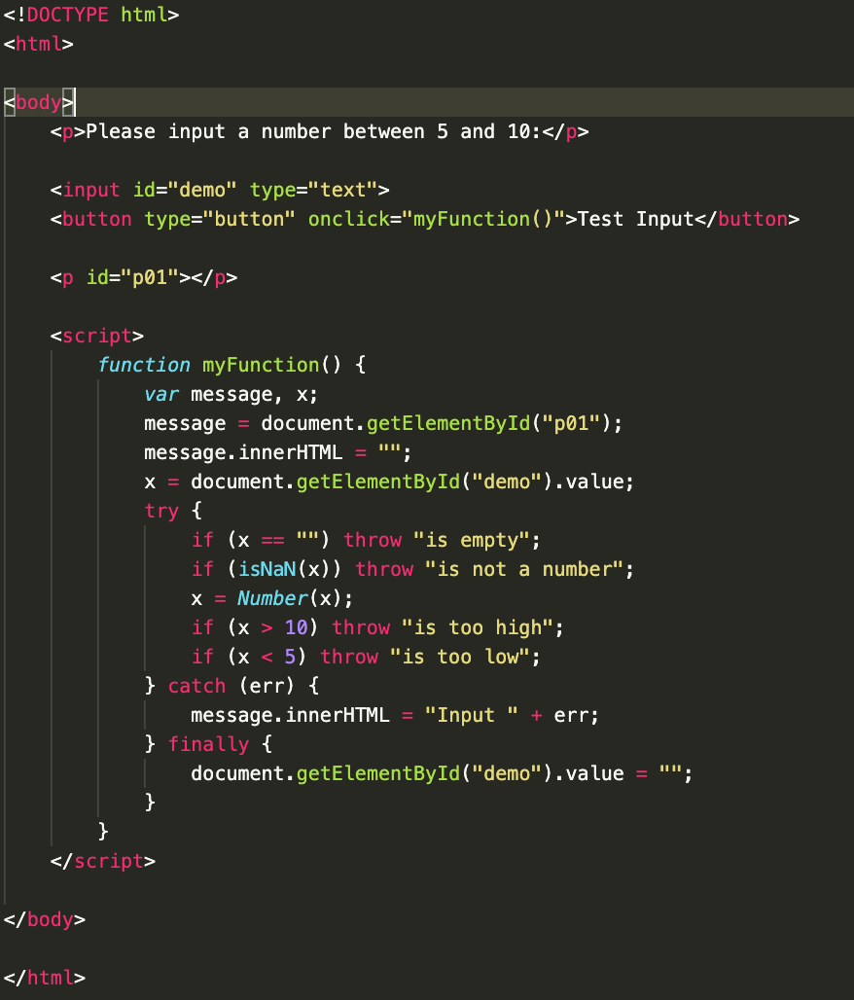 <!DOCTYPE html>
<html>
<body>
<p>Please input a number between 5 and 10:</p>
<input id="demo" type="text">
<button type="button" onclick="myFunction()">Test Input</button>
<p id="p01"></p>
<script>
function myFunction() {
var message, x;
message = document.getElementById("p01");
message.innerHTML = "";
x = document.getElementById("demo").value;
try {
if (x == "") throw "is empty";
if (isNaN(x)) throw "is not a number";
x = Number(x);
if (x > 10) throw "is too high";
if (x < 5) throw "is too low";
} catch (err) {
message.innerHTML = "Input " + err;
} finally {
document.getElementById("demo").value = "";
}
}
</script>
</body>
</html>